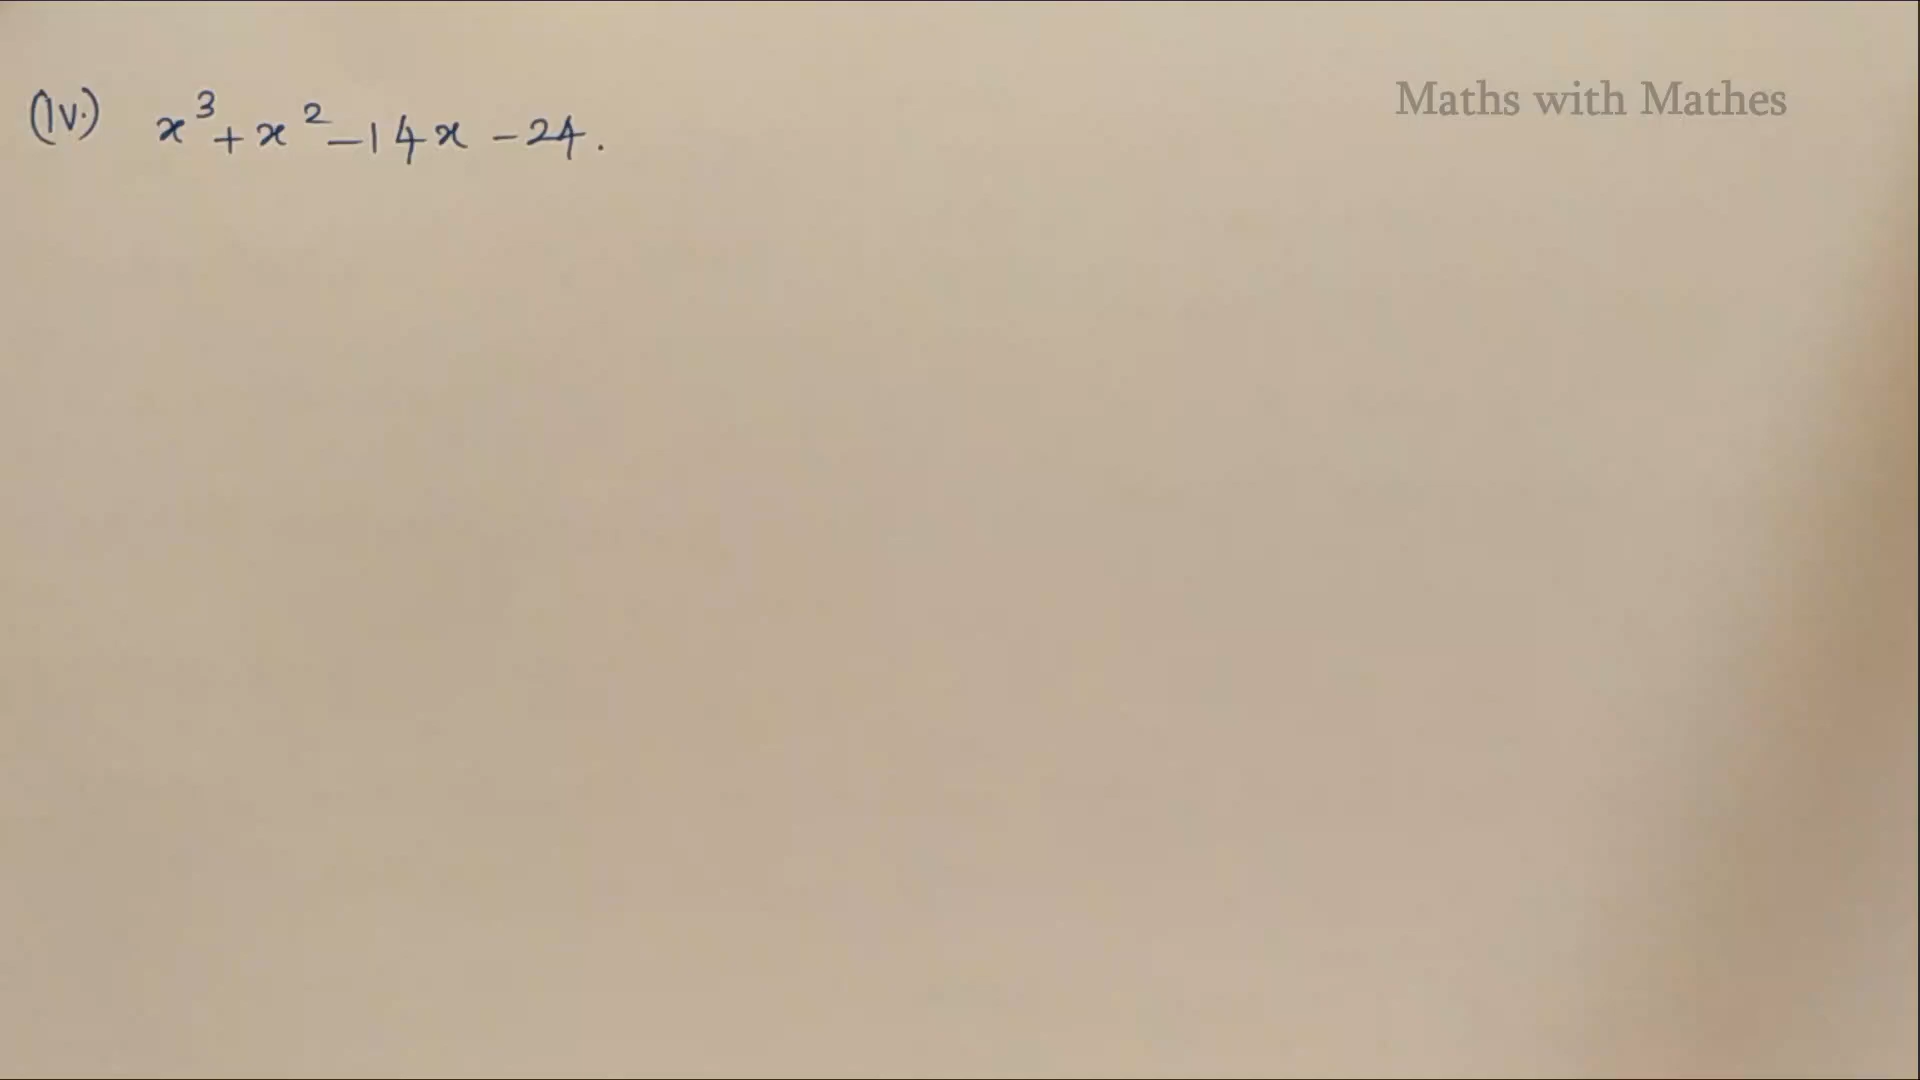 (iv.) x³ + x² - 14x - 24.
Maths with Mathes